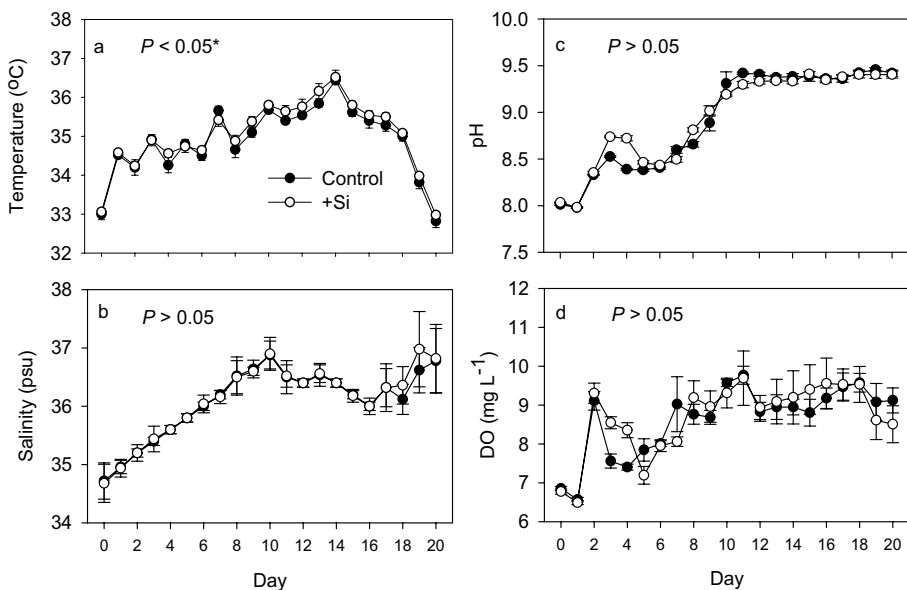 38
37
36
35
34
33
32
Temperature (ºC)
a
P < 0.05*
Control
+Si
9.5
9.0
8.5
8.0
7.5
10.0
pH
c
P > 0.05
38
37
36
35
34
Salinity (psu)
b
P > 0.05
0 2 4 6 8 10 12 14 16 18 20
Day
12
11
10
9
8
7
6
DO (mg L⁻¹)
d
P > 0.05
0 2 4 6 8 10 12 14 16 18 20
Day